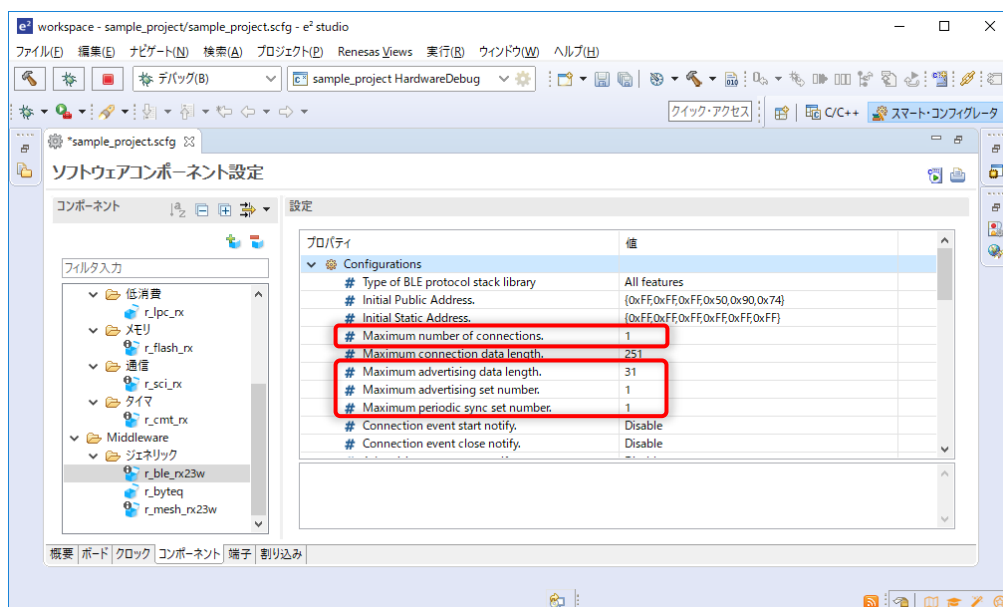 workspace - sample_project/sample_project.scfg - e² studio
ファイル(F) 編集(E) ナビゲート(N) 検索(A) プロジェクト(P) Renesas Views 実行(R) ウィンドウ(W) ヘルプ(H)
デバッグ(B) sample_project HardwareDebug
クイック・アクセス C/C++ スマート・コンフィグレータ
*sample_project.scfg
ソフトウェアコンポーネント設定
コンポーネント 設定
プロパティ 値
フィルタ入力
Configurations
# Type of BLE protocol stack library All features
# Initial Public Address. {0xFF,0xFF,0xFF,0x50,0x90,0x74}
# Initial Static Address. {0xFF,0xFF,0xFF,0xFF,0xFF,0xFF}
# Maximum number of connections. 1
# Maximum connection data length. 251
# Maximum advertising data length. 31
# Maximum advertising set number. 1
# Maximum periodic sync set number. 1
# Connection event start notify. Disable
# Connection event close notify. Disable
低消費
r_lpc_rx
メモリ
r_flash_rx
通信
r_sci_rx
タイマ
r_cmt_rx
Middleware
ジェネリック
r_ble_rx23w
r_byteq
r_mesh_rx23w
概要 ボード クロック コンポーネント 端子 割り込み